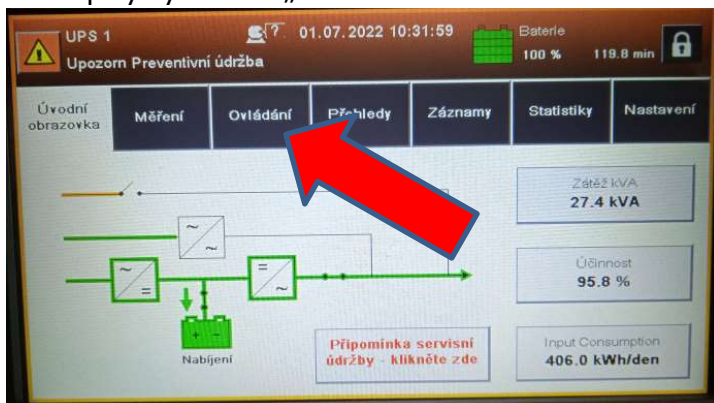 UPS 1
01.07.2022 10:31:59
Baterie
Upozorn Preventivní údržba
100 % 119.8 min
Úvodní obrazovka
Měření
Ovládání
Přehledy
Záznamy
Statistiky
Nastavení
Zátěž kVA
27.4 kVA
Účinnost
95.8 %
Nabíjení
Připomínka servisní
údržby - klikněte zde
Input Consumption
406.0 kWh/den